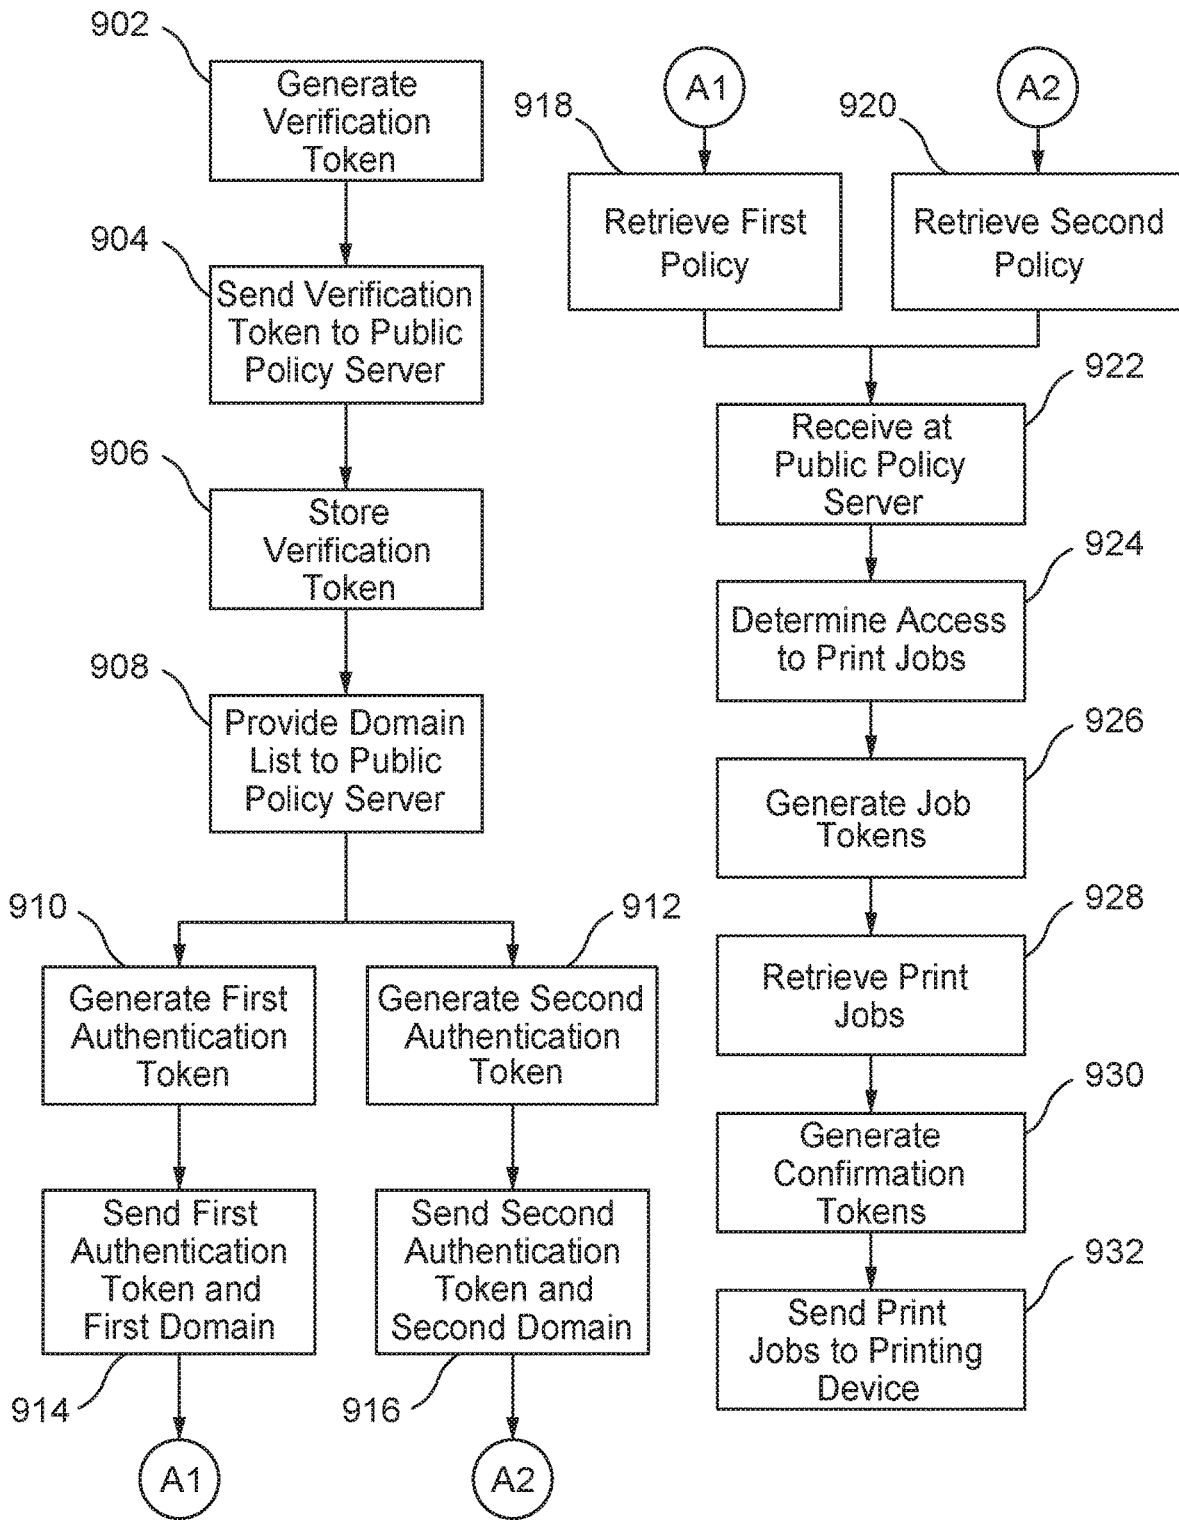 902
Generate
Verification
Token
904
Send Verification
Token to Public
Policy Server
906
Store
Verification
Token
908
Provide Domain
List to Public
Policy Server
910
Generate First
Authentication
Token
912
Generate Second
Authentication
Token
Send First
Authentication
Token and
First Domain
914
Send Second
Authentication
Token and
Second Domain
916
A1
A2
A1
918
Retrieve First
Policy
A2
920
Retrieve Second
Policy
922
Receive at
Public Policy
Server
924
Determine Access
to Print Jobs
926
Generate Job
Tokens
928
Retrieve Print
Jobs
930
Generate
Confirmation
Tokens
932
Send Print
Jobs to Printing
Device